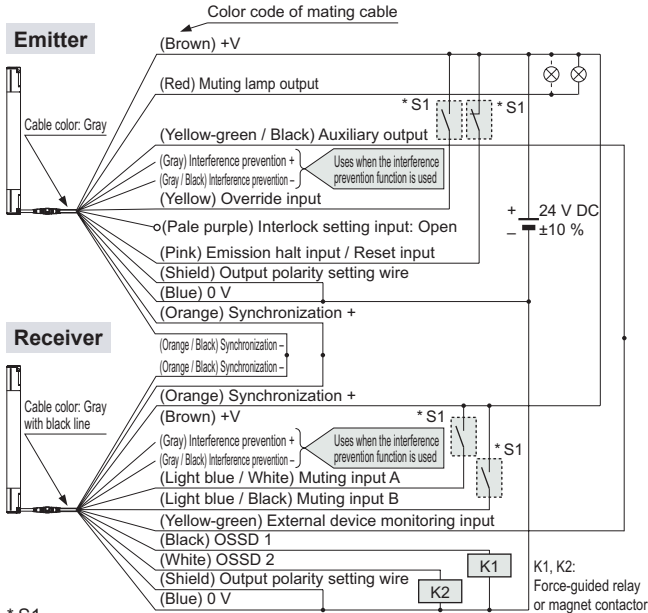 Color code of mating cable
Emitter
(Brown) +V
(Red) Muting lamp output
* S1
* S1
Cable color: Gray
(Yellow-green / Black) Auxiliary output
(Gray) Interference prevention +
(Gray / Black) Interference prevention –
Uses when the interference
prevention function is used
(Yellow) Override input
(Pale purple) Interlock setting input: Open
+
–
24 V DC
±10 %
(Pink) Emission halt input / Reset input
(Shield) Output polarity setting wire
(Blue) 0 V
(Orange) Synchronization +
Receiver
(Orange / Black) Synchronization –
(Orange / Black) Synchronization –
(Orange) Synchronization +
Cable color: Gray
with black line
(Brown) +V
* S1
(Gray) Interference prevention +
(Gray / Black) Interference prevention –
Uses when the interference
prevention function is used
* S1
(Light blue / White) Muting input A
(Light blue / Black) Muting input B
(Yellow-green) External device monitoring input
(Black) OSSD 1
(White) OSSD 2
K1
(Shield) Output polarity setting wire
K2
(Blue) 0 V
K1, K2:
Force-guided relay
or magnet contactor
* S1